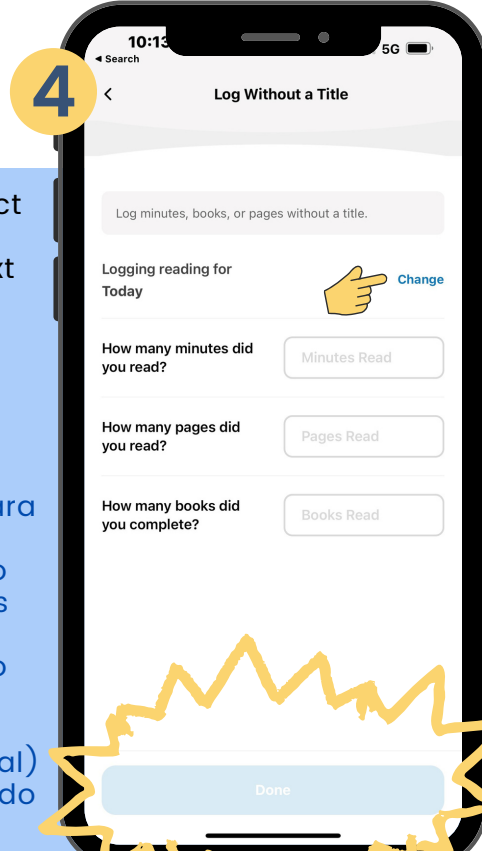 4
10:13
5G
◂ Search
Log Without a Title
Log minutes, books, or pages without a title.
Logging reading for
Today
Change
How many minutes did
you read?
Minutes Read
How many pages did
you read?
Pages Read
How many books did
you complete?
Books Read
Done